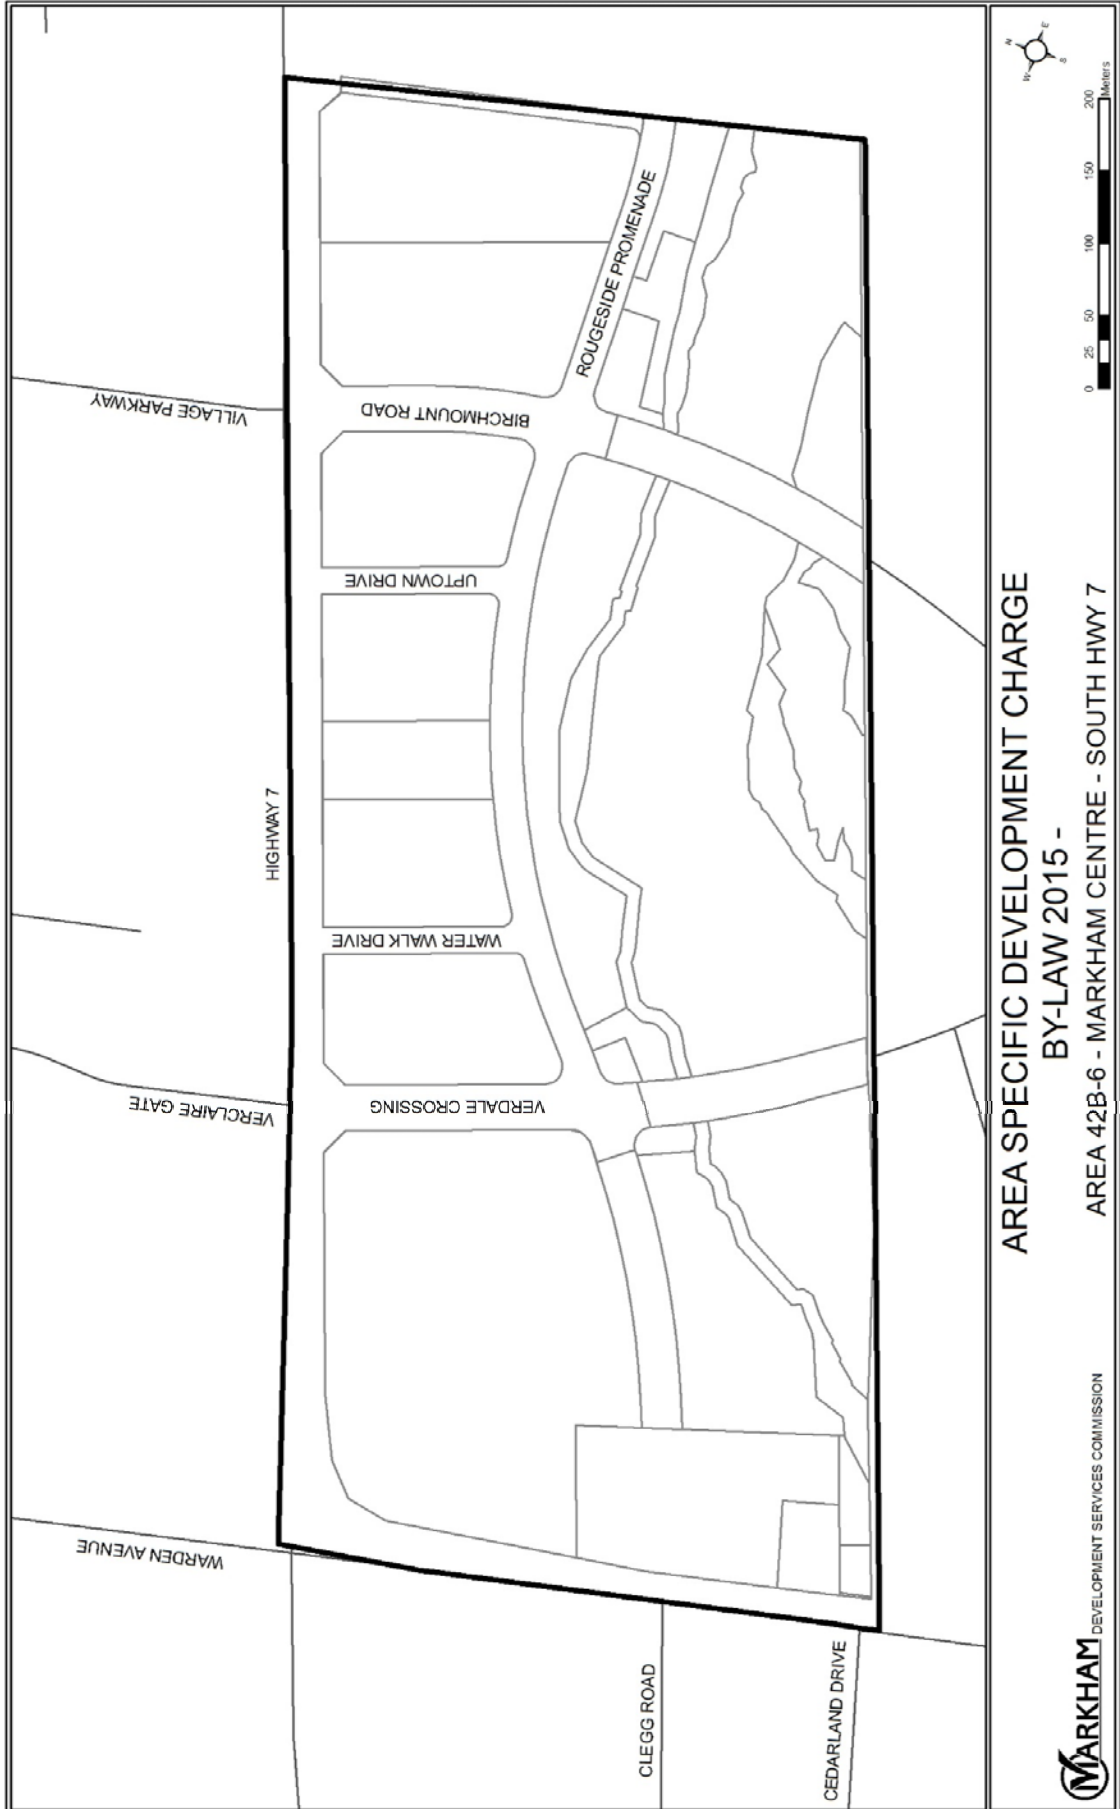 VILLAGE PARKWAY
HIGHWAY 7
VERCLAIRE GATE
WARDEN AVENUE
BIRCHMOUNT ROAD
ROUGESIDE PROMENADE
UPTOWN DRIVE
WATER WALK DRIVE
VERDALE CROSSING
CLEGG ROAD
CEDARLAND DRIVE
AREA SPECIFIC DEVELOPMENT CHARGE
BY-LAW 2015 -
AREA 42B-6 - MARKHAM CENTRE - SOUTH HWY 7
MARKHAM DEVELOPMENT SERVICES COMMISSION
N
E
S
W
0 25 50 100 150 200
Meters